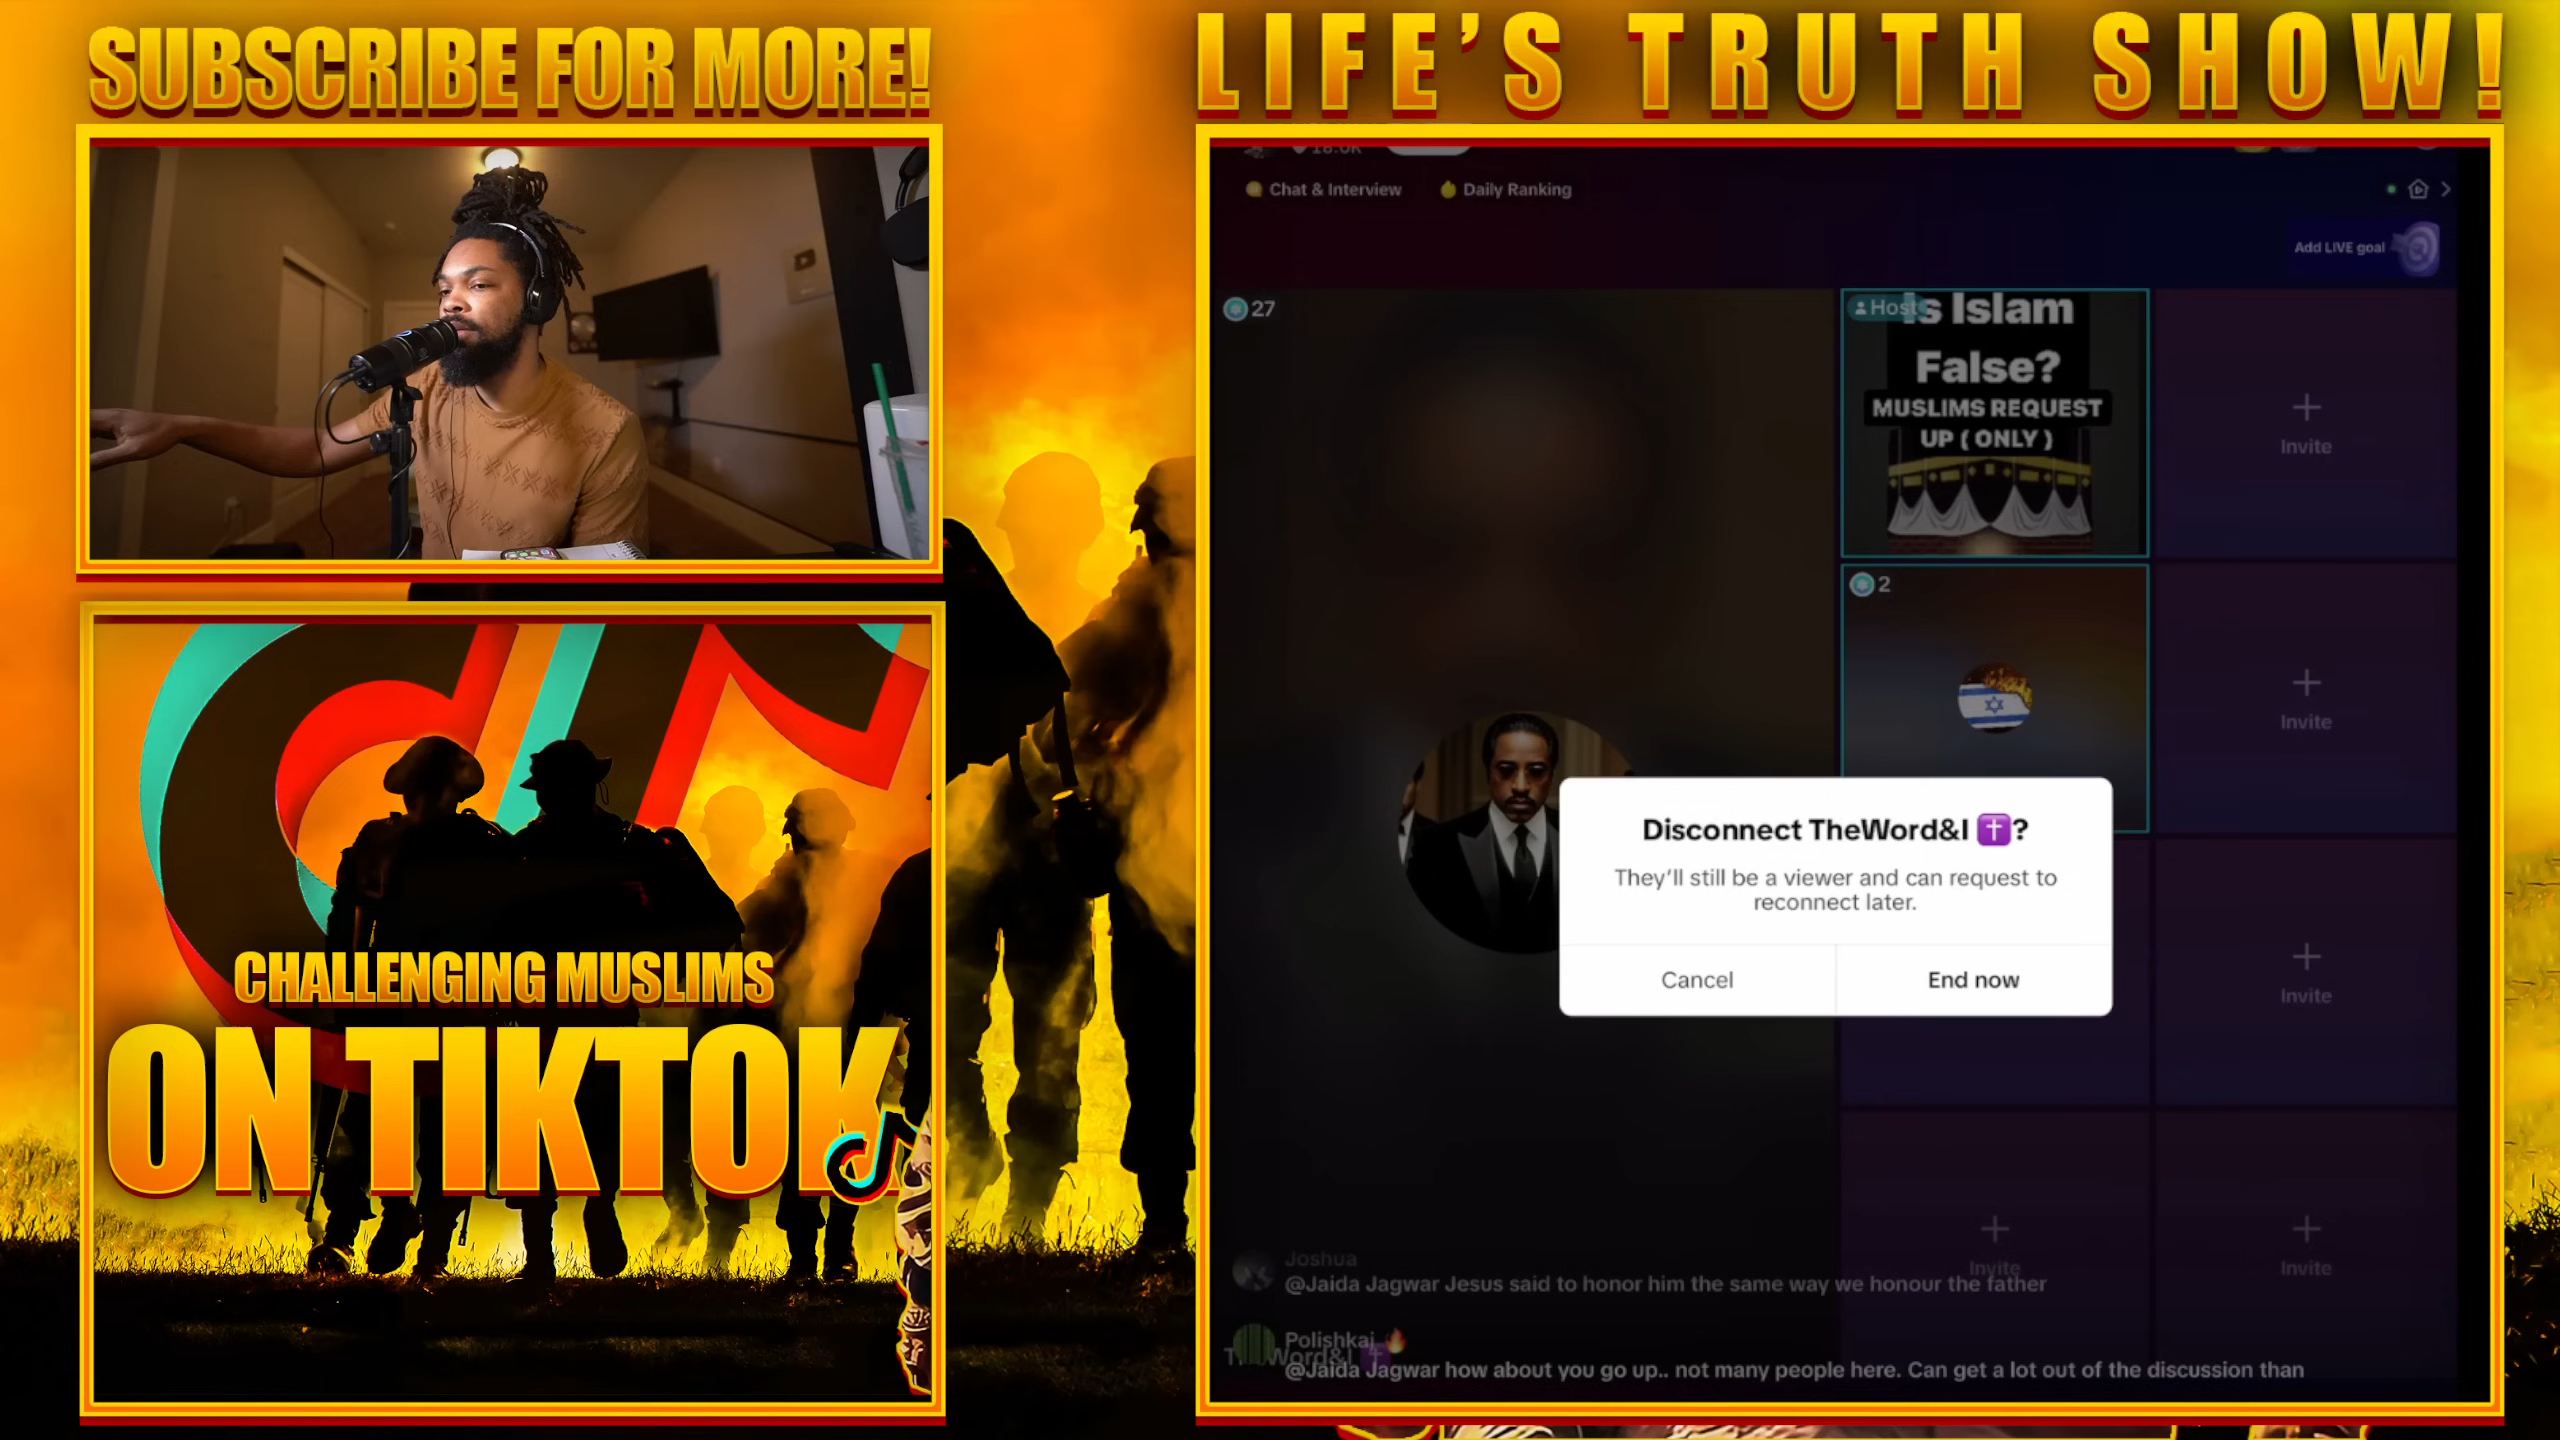 SUBSCRIBE FOR MORE!
LIFE'S TRUTH SHOW!
18.0K
Chat & Interview
Daily Ranking
Add LIVE goal
27
Host
Is Islam
False?
MUSLIMS REQUEST
UP ( ONLY )
Invite
2
Invite
Disconnect TheWord&I ✝️?
They'll still be a viewer and can request to
reconnect later.
Cancel
End now
Invite
CHALLENGING MUSLIMS
ON TIKTOK
Invite
Invite
Joshua
@Jaida Jagwar Jesus said to honor him the same way we honour the father
Polishkaj 🔥
TheWord&I ✝️
@Jaida Jagwar how about you go up.. not many people here. Can get a lot out of the discussion than